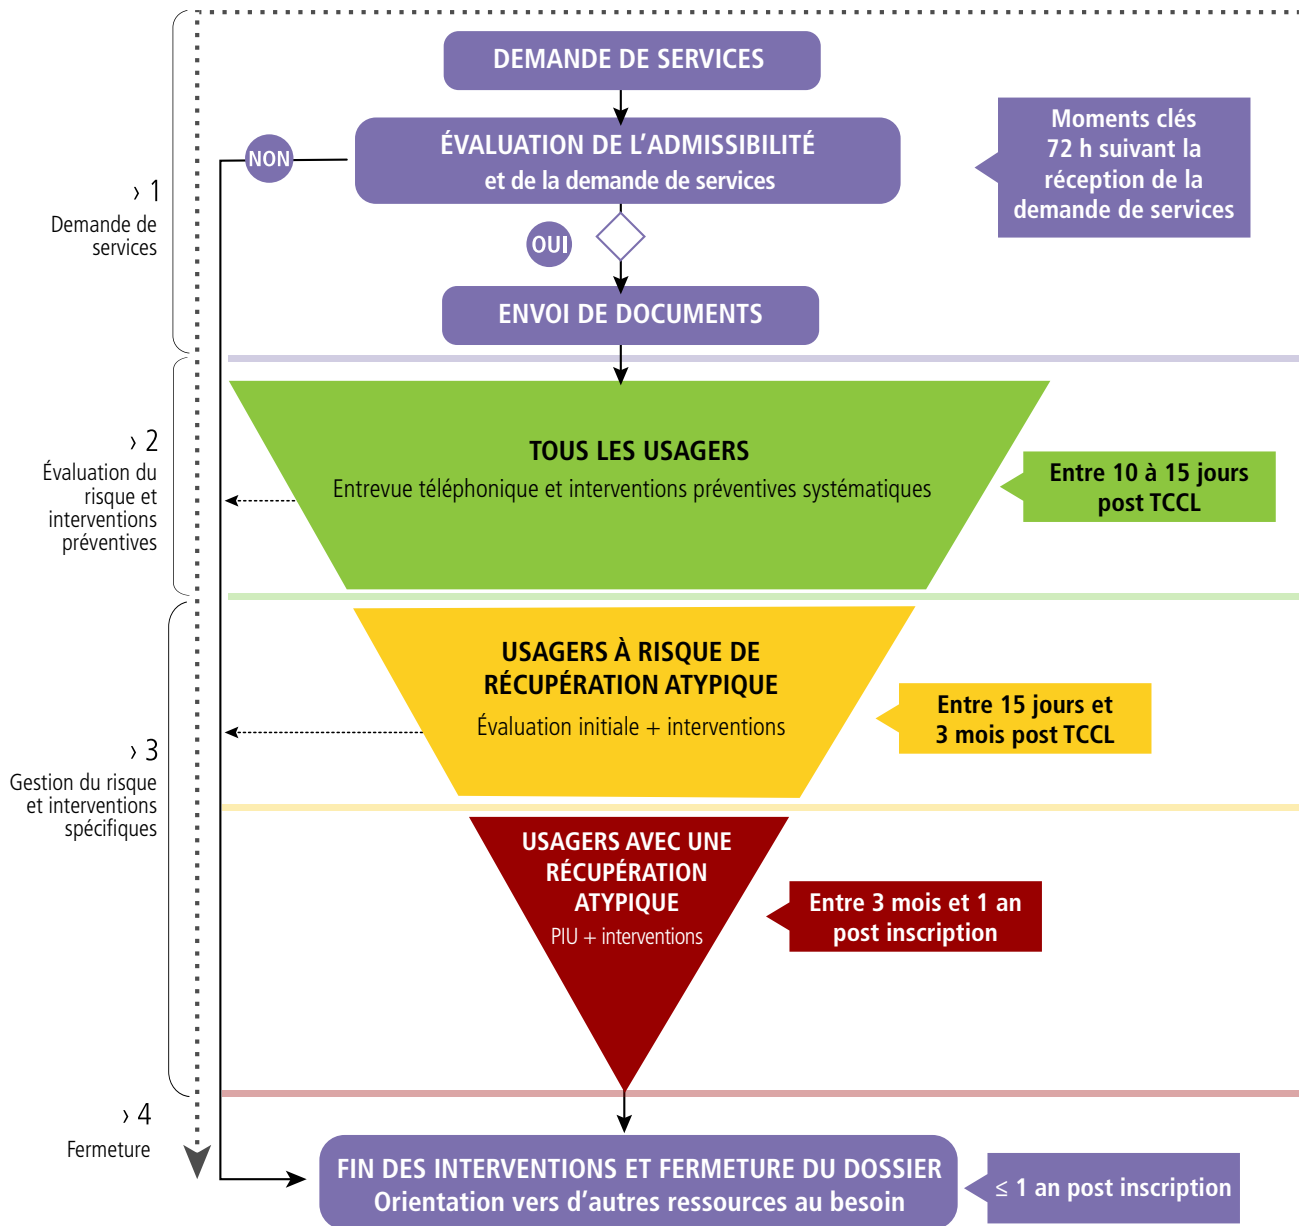 DEMANDE DE SERVICES
ÉVALUATION DE L’ADMISSIBILITÉ
et de la demande de services
NON
Moments clés
72 h suivant la
réception de la
demande de services
› 1
Demande de
services
OUI
ENVOI DE DOCUMENTS
› 2
Évaluation du
risque et
interventions
préventives
TOUS LES USAGERS
Entrevue téléphonique et interventions préventives systématiques
Entre 10 à 15 jours
post TCCL
› 3
Gestion du risque
et interventions
spécifiques
USAGERS À RISQUE DE
RÉCUPÉRATION ATYPIQUE
Évaluation initiale + interventions
Entre 15 jours et
3 mois post TCCL
USAGERS AVEC UNE
RÉCUPÉRATION
ATYPIQUE
PIU + interventions
Entre 3 mois et 1 an
post inscription
› 4
Fermeture
FIN DES INTERVENTIONS ET FERMETURE DU DOSSIER
Orientation vers d’autres ressources au besoin
≤ 1 an post inscription